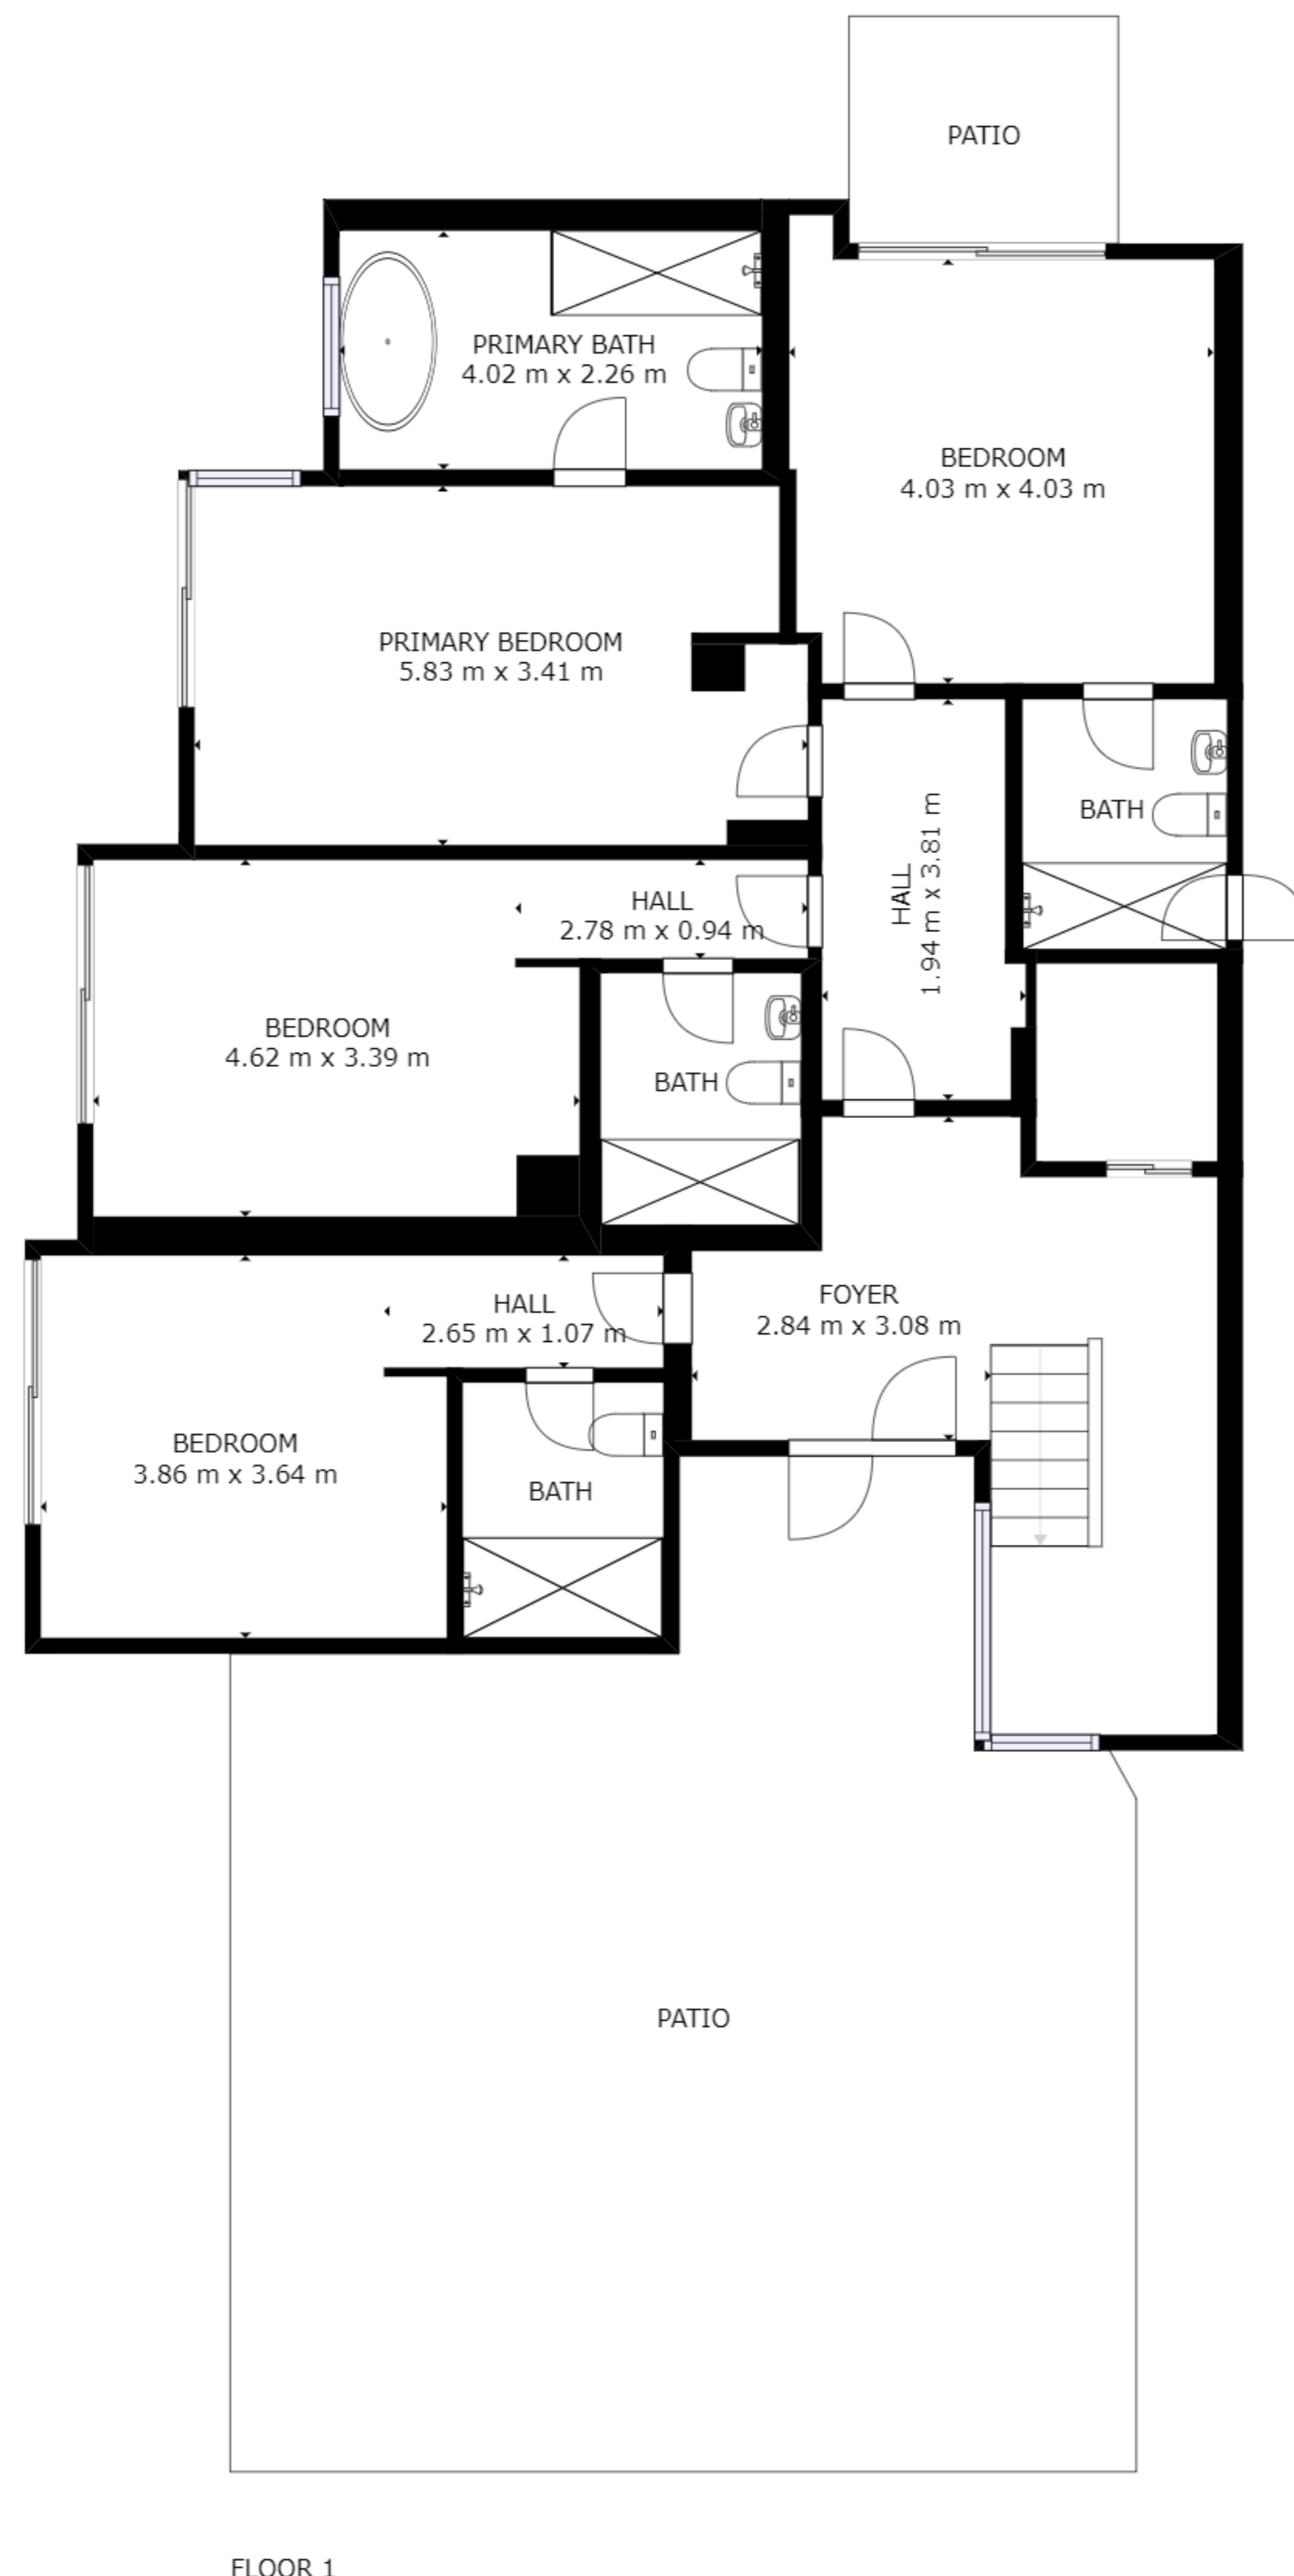 PATIO
PRIMARY BATH
4.02 m x 2.26 m
BEDROOM
4.03 m x 4.03 m
PRIMARY BEDROOM
5.83 m x 3.41 m
BATH
HALL
1.94 m x 3.81 m
HALL
2.78 m x 0.94 m
BEDROOM
4.62 m x 3.39 m
BATH
FOYER
2.84 m x 3.08 m
HALL
2.65 m x 1.07 m
BEDROOM
3.86 m x 3.64 m
BATH
PATIO
FLOOR 1